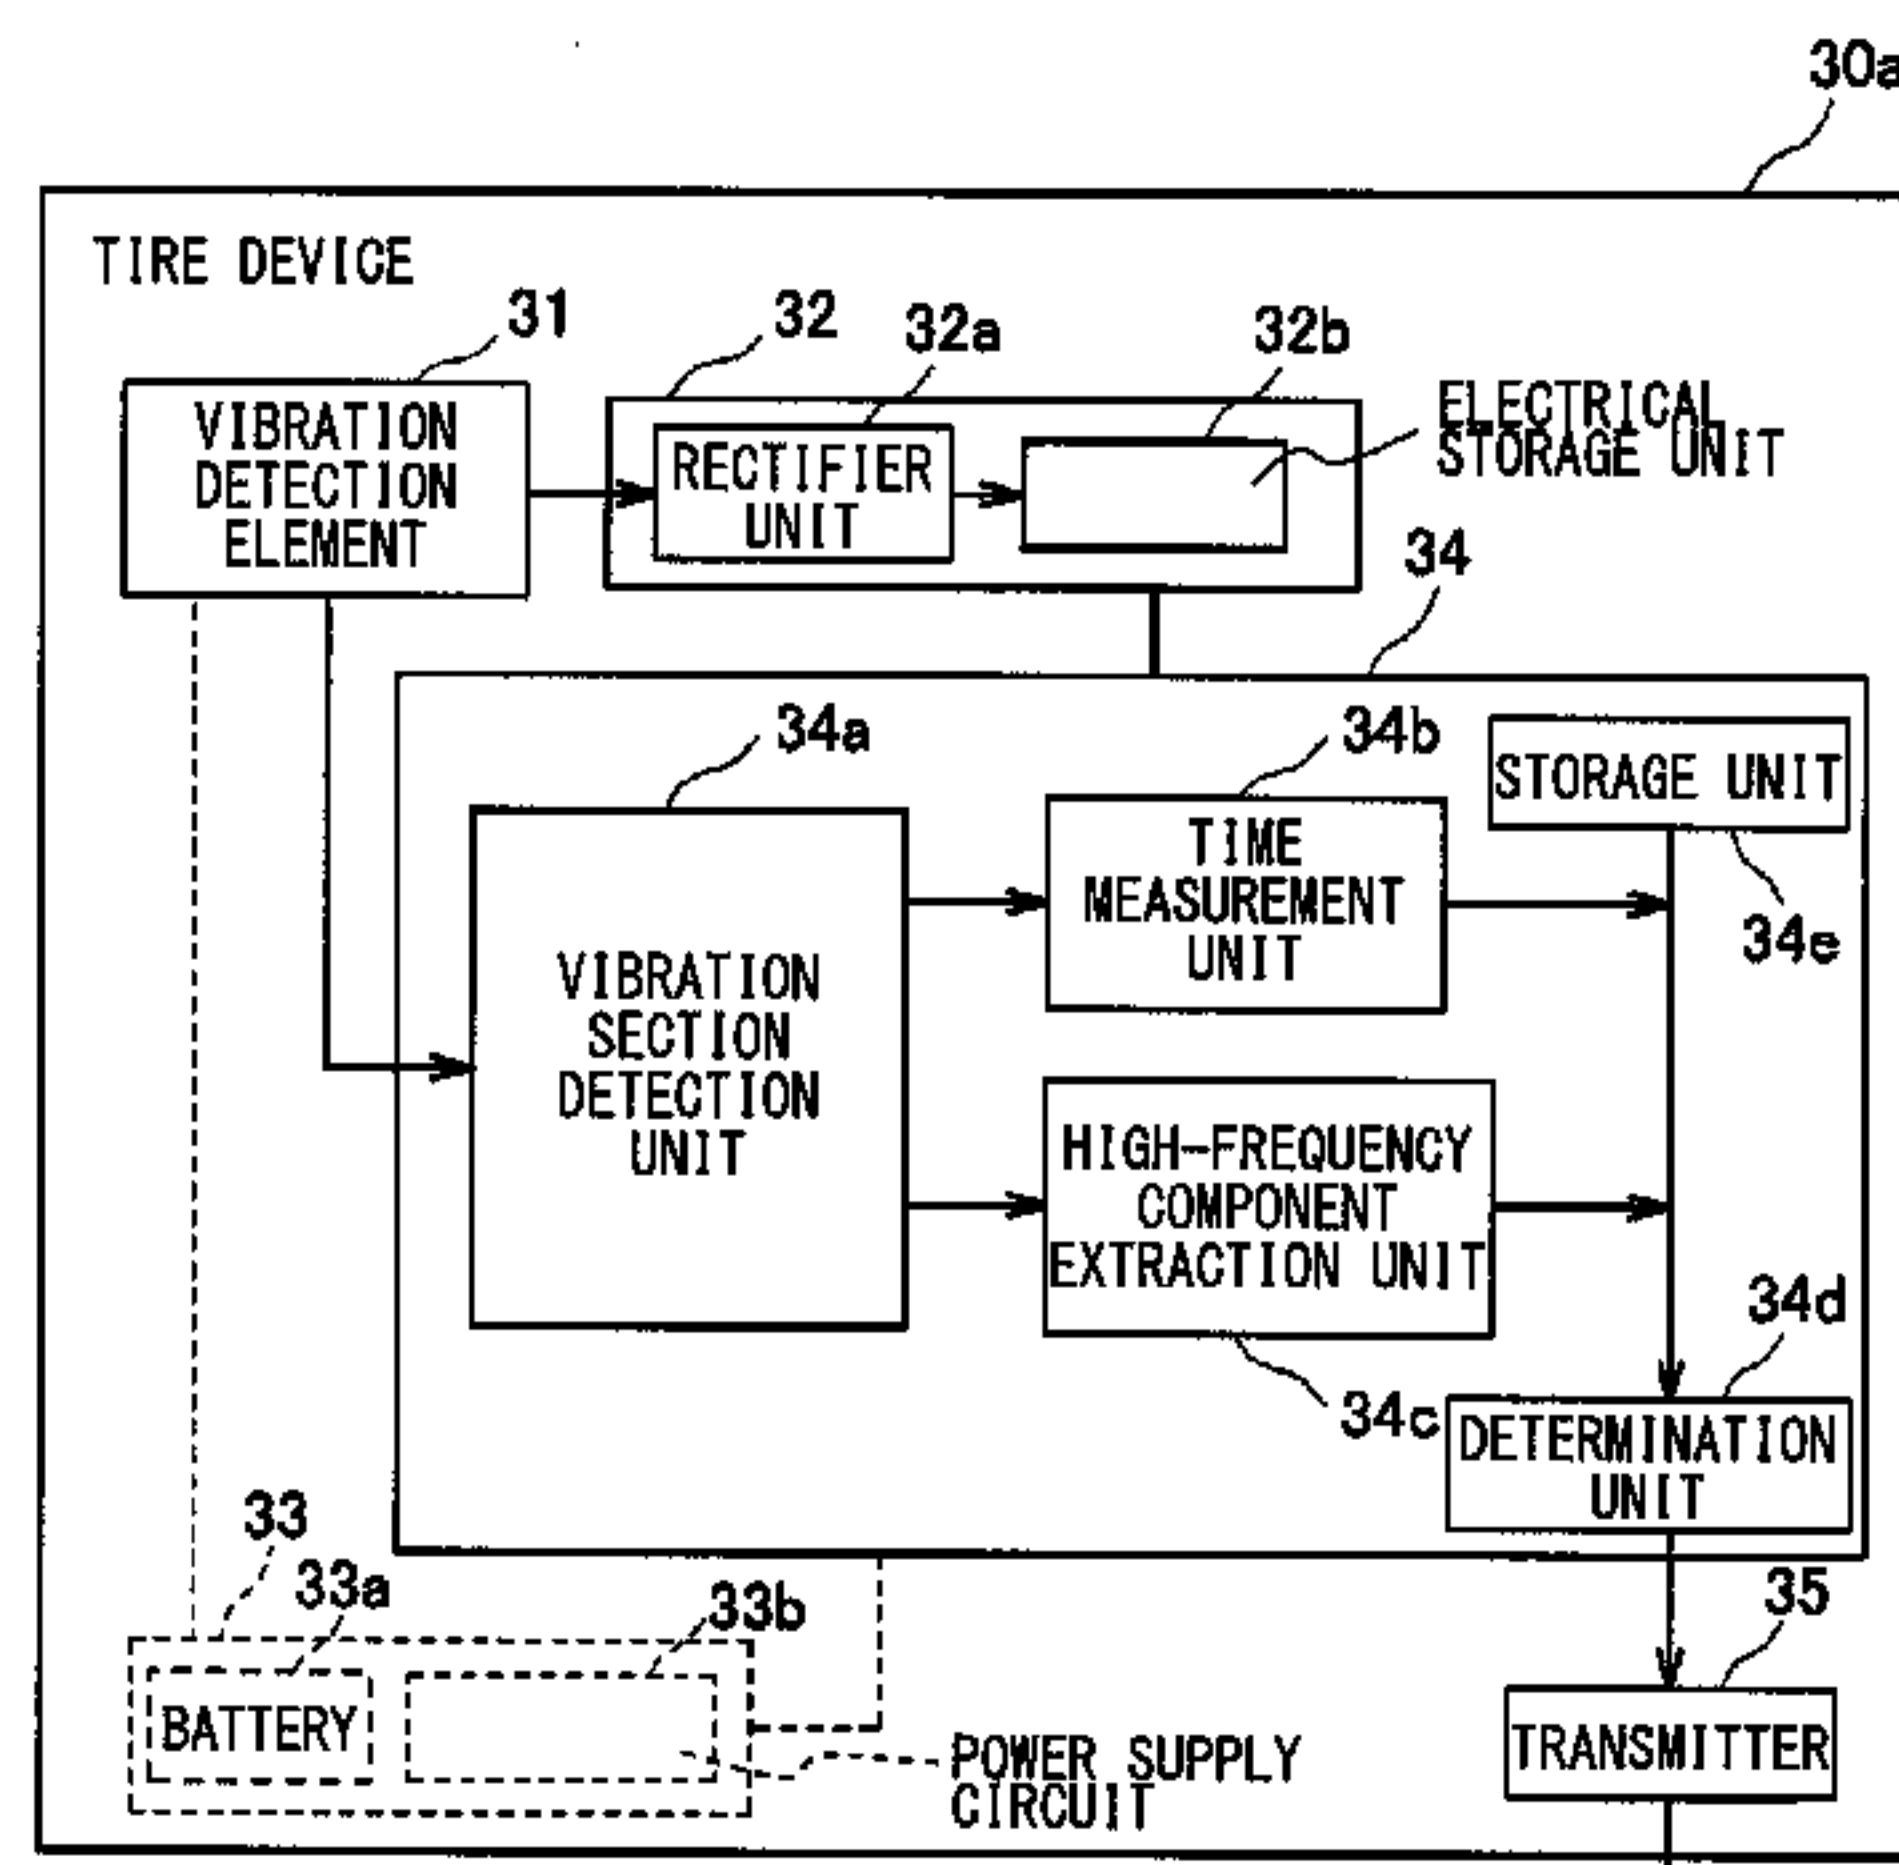 30a
TIRE DEVICE
31
32
32a
32b
ELECTRICAL
STORAGE UNIT
VIBRATION
DETECTION
ELEMENT
RECTIFIER
UNIT
34
34a
34b
STORAGE UNIT
34e
TIME
MEASUREMENT
UNIT
VIBRATION
SECTION
DETECTION
UNIT
HIGH-FREQUENCY
COMPONENT
EXTRACTION UNIT
34c
34d
DETERMINATION
UNIT
33
33a
33b
35
BATTERY
POWER SUPPLY
CIRCUIT
TRANSMITTER